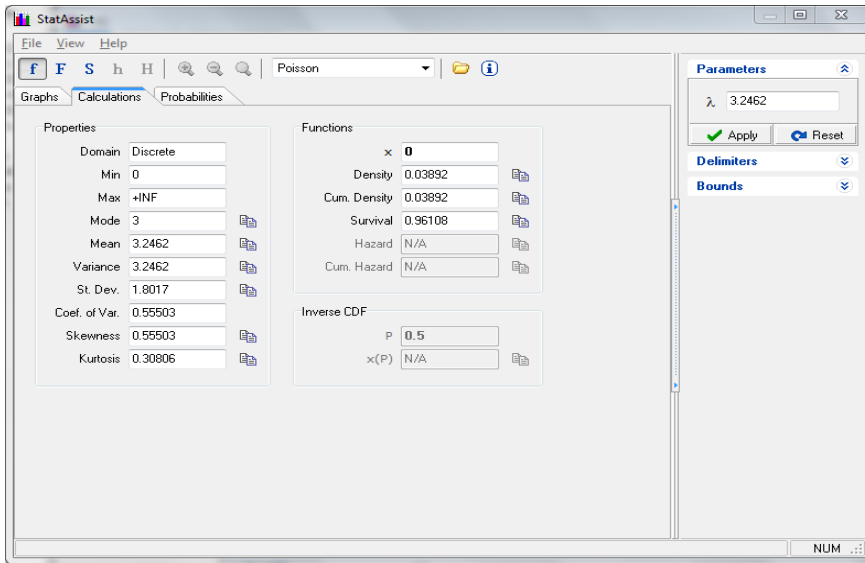 StatAssist
File View Help
f F S h H Poisson
Graphs Calculations Probabilities
Properties
Domain Discrete
Min 0
Max +INF
Mode 3
Mean 3.2462
Variance 3.2462
St. Dev. 1.8017
Coef. of Var. 0.55503
Skewness 0.55503
Kurtosis 0.30806
Functions
x 0
Density 0.03892
Cum. Density 0.03892
Survival 0.96108
Hazard N/A
Cum. Hazard N/A
Inverse CDF
P 0.5
x(P) N/A
Parameters
λ 3.2462
Apply Reset
Delimiters
Bounds
NUM